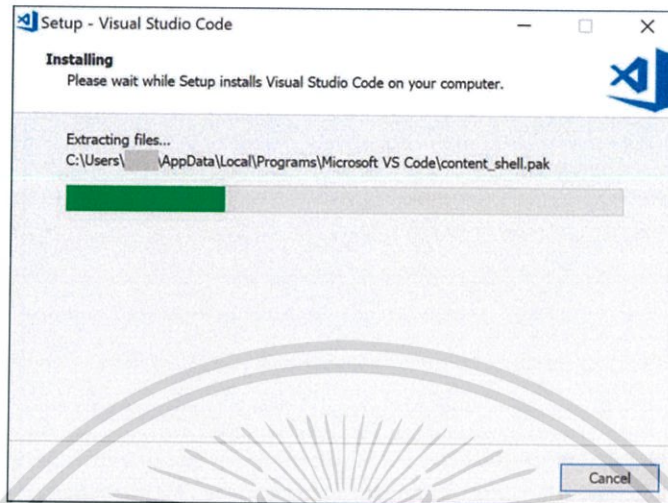 Setup - Visual Studio Code
Installing
Please wait while Setup installs Visual Studio Code on your computer.
Extracting files...
C:\Users\ \AppData\Local\Programs\Microsoft VS Code\content_shell.pak
Cancel